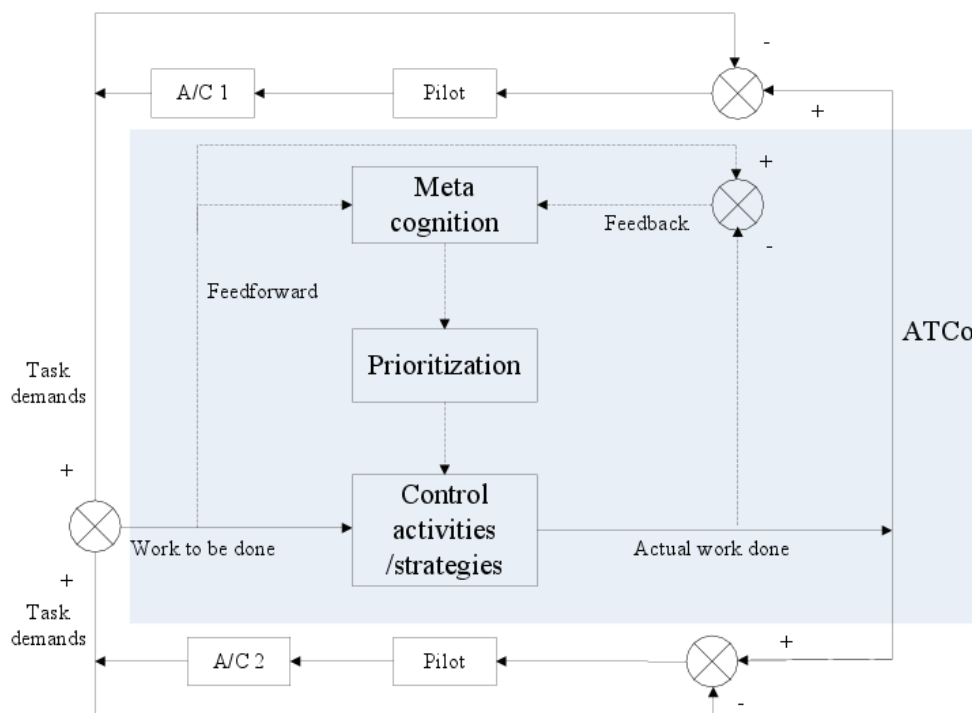 -
A/C 1
Pilot
+
Meta
cognition
+
Feedback
-
Feedforward
ATCo
Prioritization
Task
demands
+
Control
activities
/strategies
Work to be done
Actual work done
+
Task
demands
A/C 2
Pilot
+
-